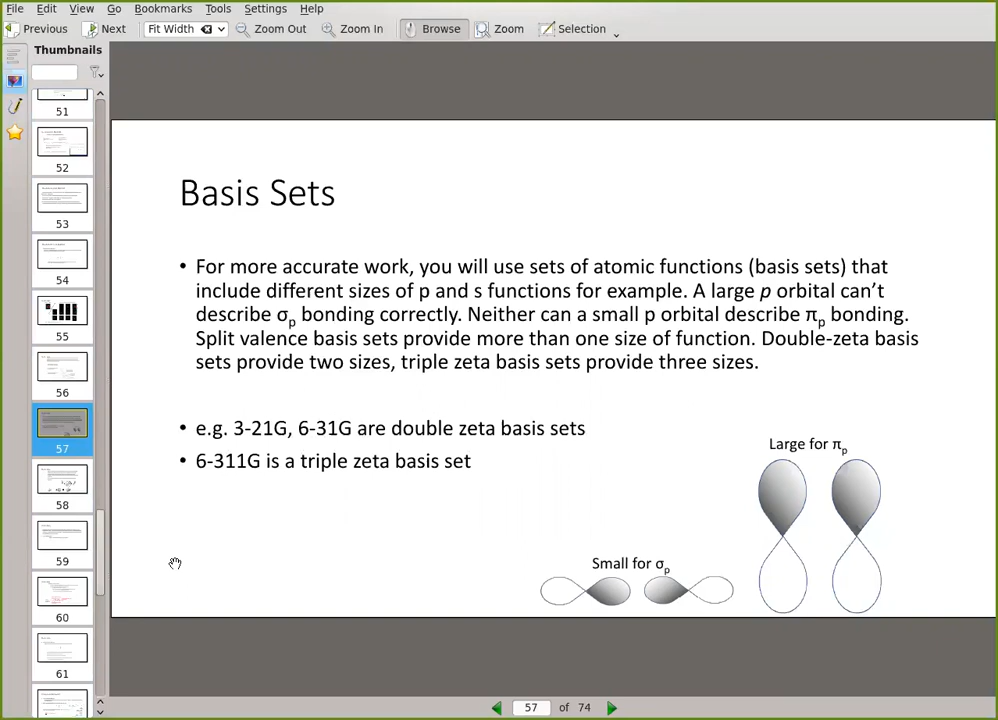 File Edit View Go Bookmarks Tools Settings Help
Previous Next Fit Width Zoom Out Zoom In Browse Zoom Selection
Thumbnails
51
52
53
54
55
56
57
58
59
60
61
Basis Sets
• For more accurate work, you will use sets of atomic functions (basis sets) that
include different sizes of p and s functions for example. A large p orbital can’t
describe σp bonding correctly. Neither can a small p orbital describe πp bonding.
Split valence basis sets provide more than one size of function. Double-zeta basis
sets provide two sizes, triple zeta basis sets provide three sizes.
• e.g. 3-21G, 6-31G are double zeta basis sets
• 6-311G is a triple zeta basis set
Large for πp
Small for σp
57 of 74